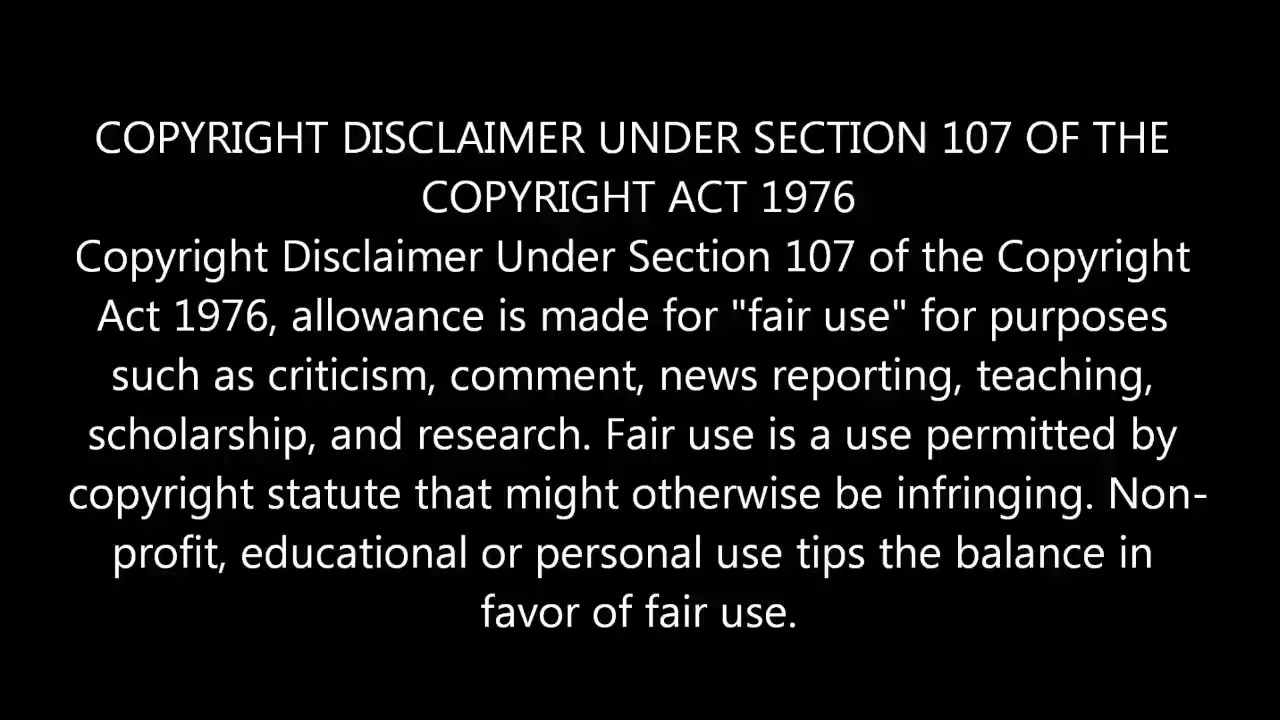 COPYRIGHT DISCLAIMER UNDER SECTION 107 OF THE
COPYRIGHT ACT 1976
Copyright Disclaimer Under Section 107 of the Copyright
Act 1976, allowance is made for "fair use" for purposes
such as criticism, comment, news reporting, teaching,
scholarship, and research. Fair use is a use permitted by
copyright statute that might otherwise be infringing. Non-
profit, educational or personal use tips the balance in
favor of fair use.